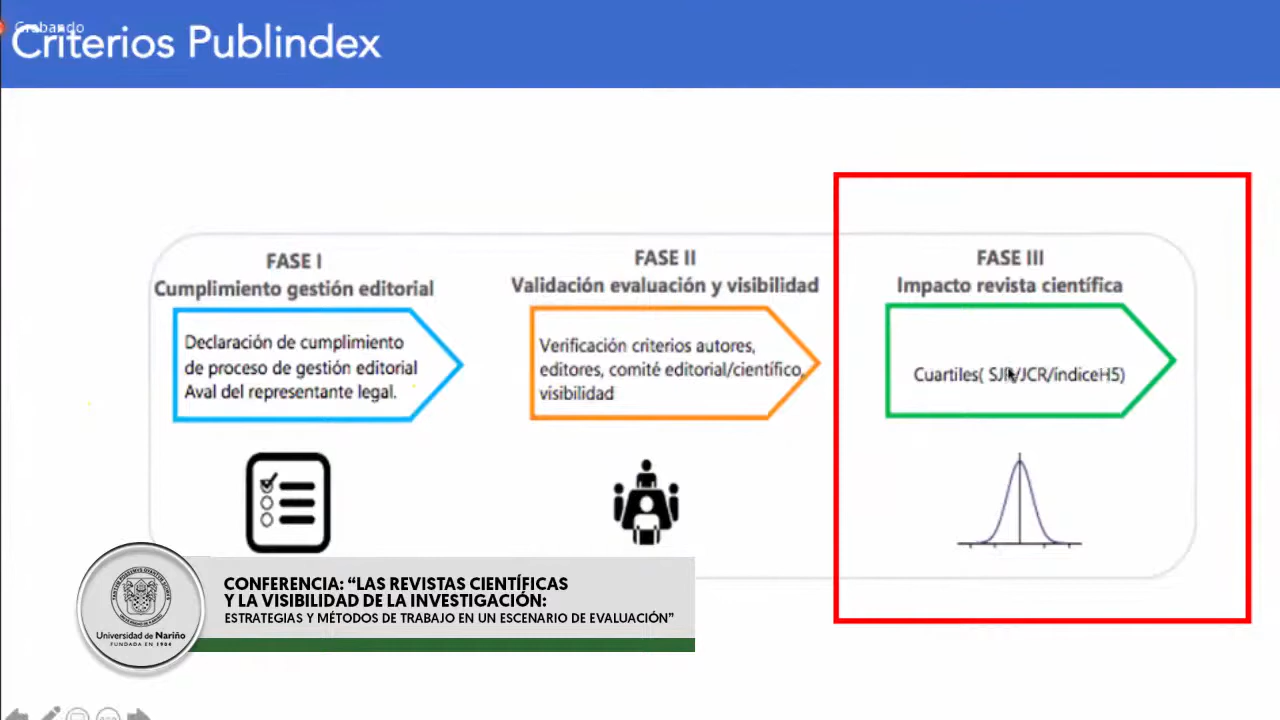 Grabando
Criterios Publindex
FASE I
Cumplimiento gestión editorial
Declaración de cumplimiento
de proceso de gestión editorial
Aval del representante legal.
FASE II
Validación evaluación y visibilidad
Verificación criterios autores,
editores, comité editorial/científico,
visibilidad
FASE III
Impacto revista científica
Cuartiles( SJR/JCR/índiceH5)
CONFERENCIA: “LAS REVISTAS CIENTÍFICAS
Y LA VISIBILIDAD DE LA INVESTIGACIÓN:
ESTRATEGIAS Y MÉTODOS DE TRABAJO EN UN ESCENARIO DE EVALUACIÓN”
Universidad de Nariño
FUNDADA EN 1904